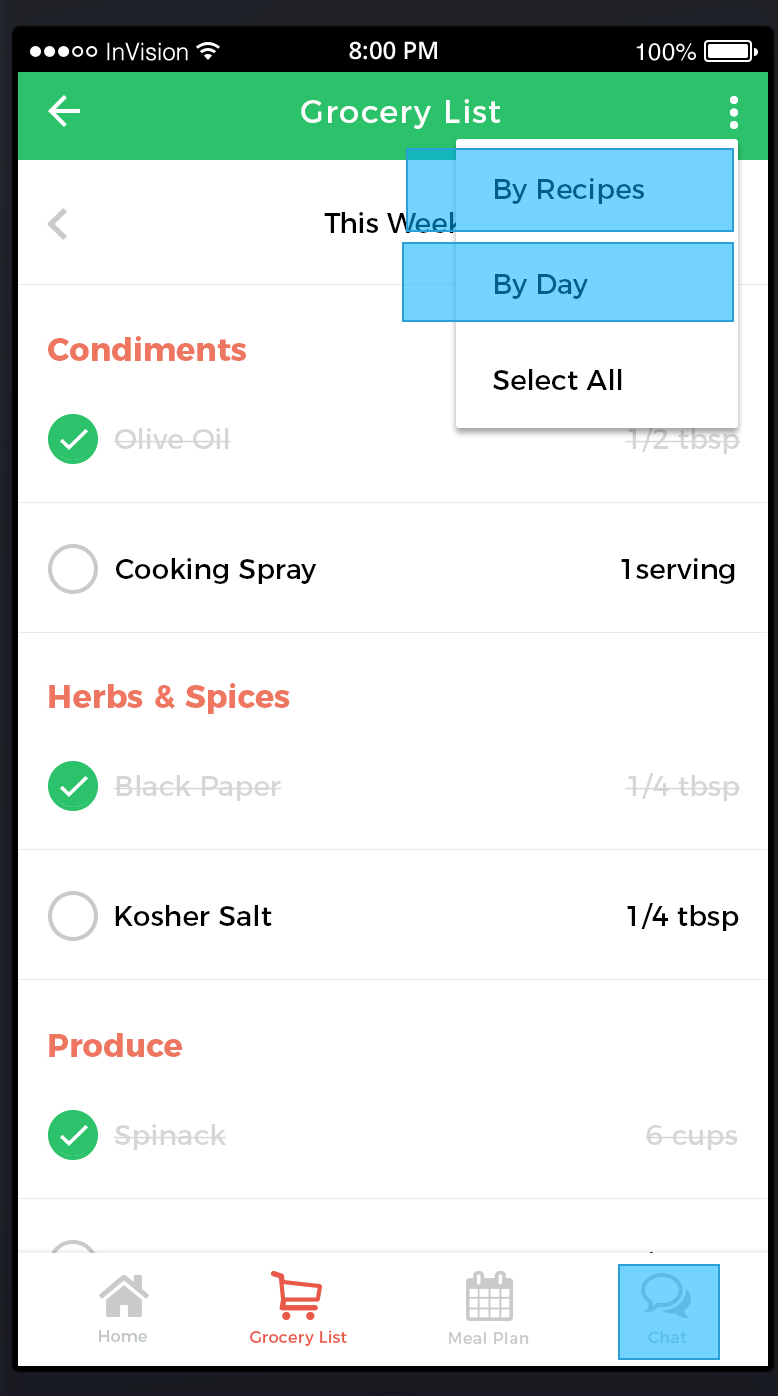 InVision 8:00 PM 100%
Grocery List
By Recipes
This Week
By Day
Condiments
Select All
Olive Oil 1/2 tbsp
Cooking Spray 1 serving
Herbs & Spices
Black Paper 1/4 tbsp
Kosher Salt 1/4 tbsp
Produce
Spinack 6 cups
Home Grocery List Meal Plan Chat